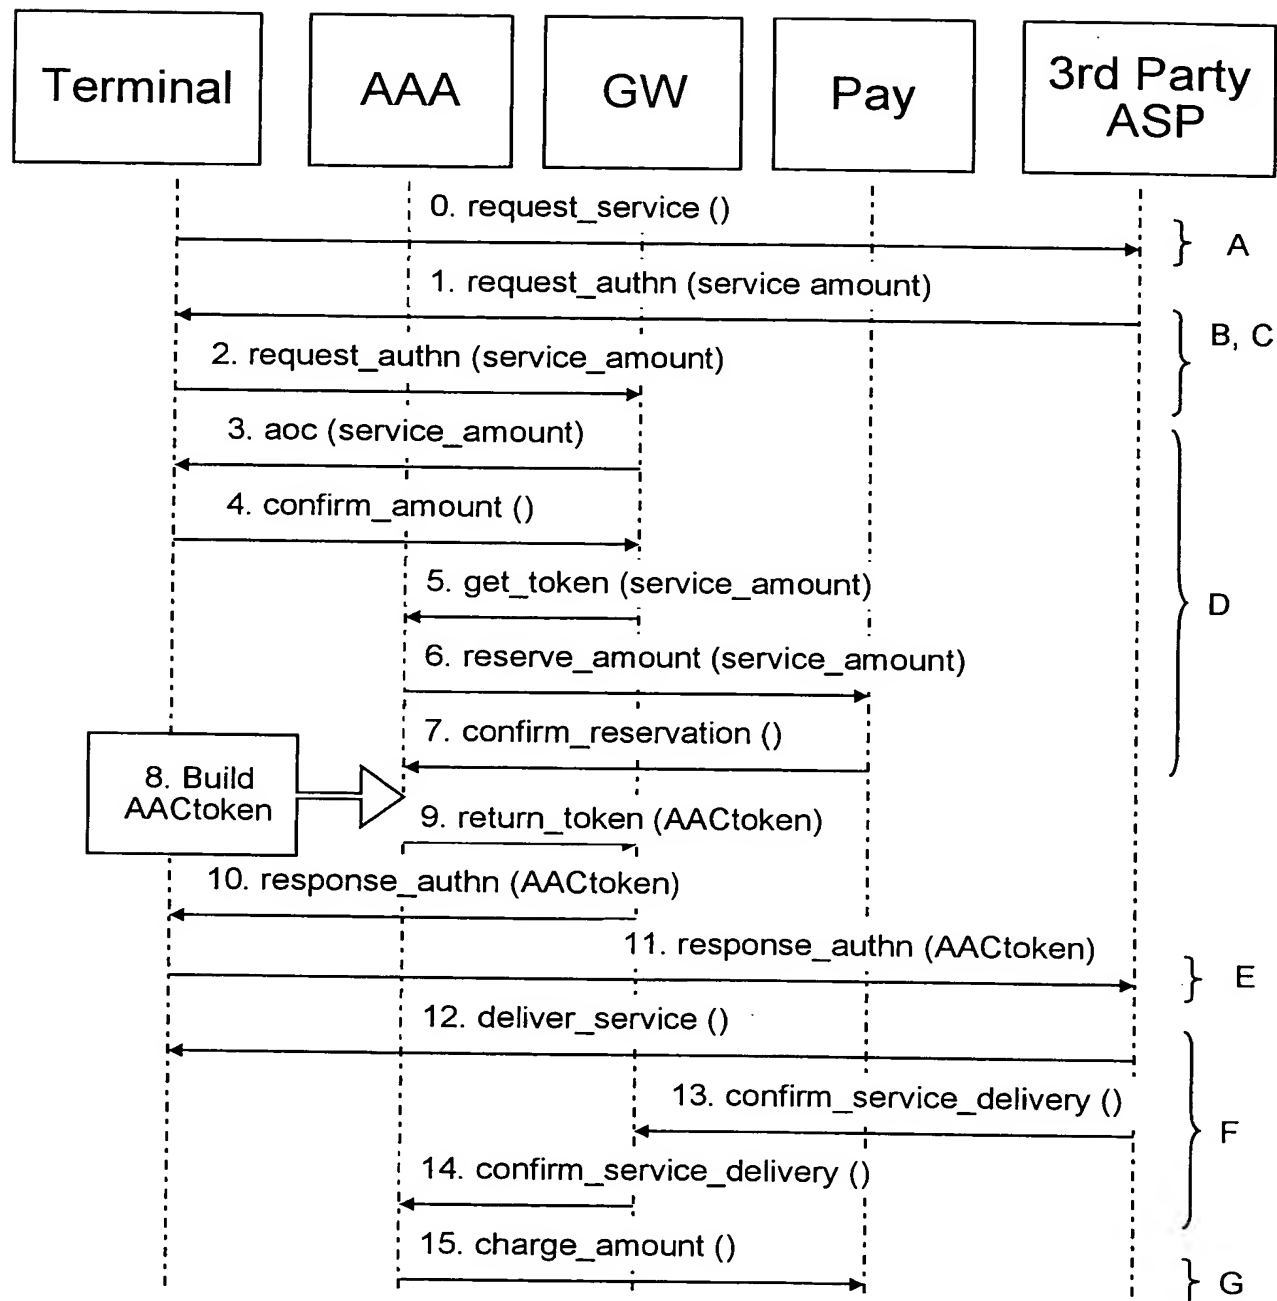 Terminal
AAA
GW
Pay
3rd Party
ASP
0. request_service ()
A
1. request_authn (service amount)
B, C
2. request_authn (service_amount)
3. aoc (service_amount)
4. confirm_amount ()
5. get_token (service_amount)
D
6. reserve_amount (service_amount)
7. confirm_reservation ()
8. Build
AACtoken
9. return_token (AACtoken)
10. response_authn (AACtoken)
11. response_authn (AACtoken)
E
12. deliver_service ()
13. confirm_service_delivery ()
F
14. confirm_service_delivery ()
15. charge_amount ()
G